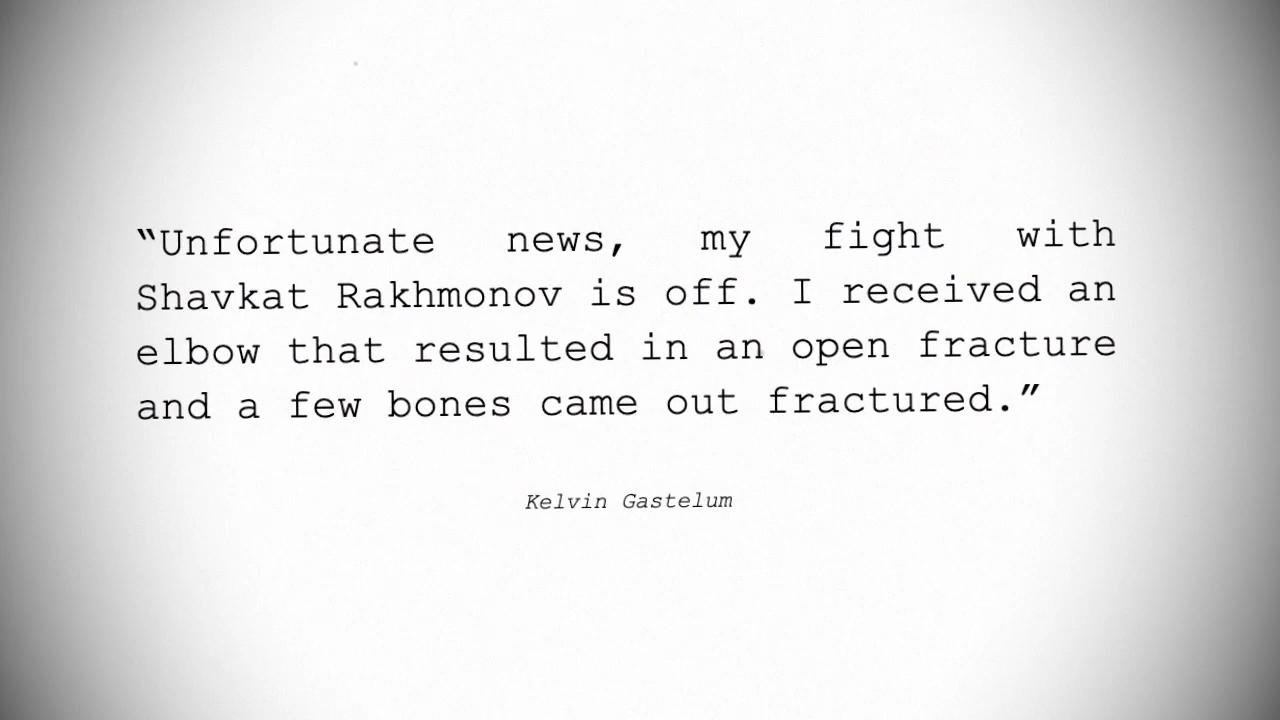 “Unfortunate news, my fight with
Shavkat Rakhmonov is off. I received an
elbow that resulted in an open fracture
and a few bones came out fractured.”
Kelvin Gastelum